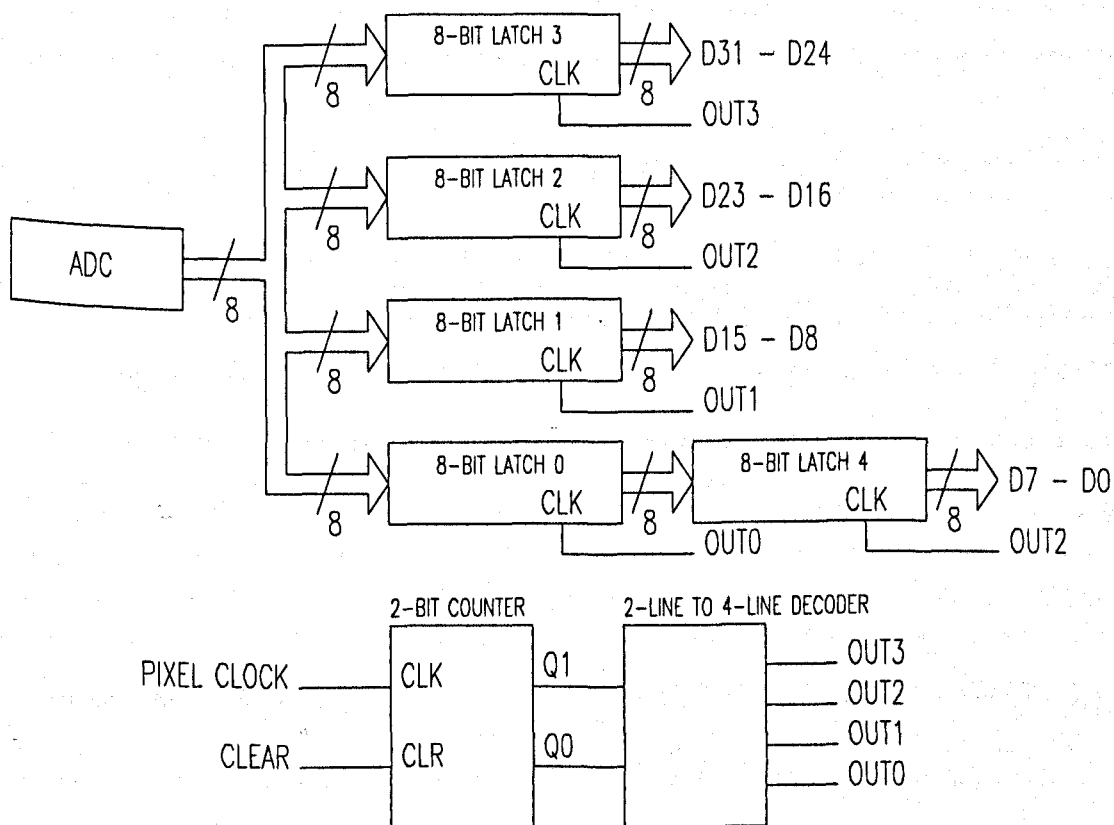 8-BIT LATCH 3
CLK
8
8
D31 - D24
OUT3
8-BIT LATCH 2
CLK
8
8
D23 - D16
OUT2
ADC
8
8-BIT LATCH 1
CLK
8
8
D15 - D8
OUT1
8-BIT LATCH 0
CLK
8
8
OUT0
8-BIT LATCH 4
CLK
8
D7 - D0
OUT2
2-BIT COUNTER
2-LINE TO 4-LINE DECODER
PIXEL CLOCK
CLK
Q1
OUT3
OUT2
CLEAR
CLR
Q0
OUT1
OUT0